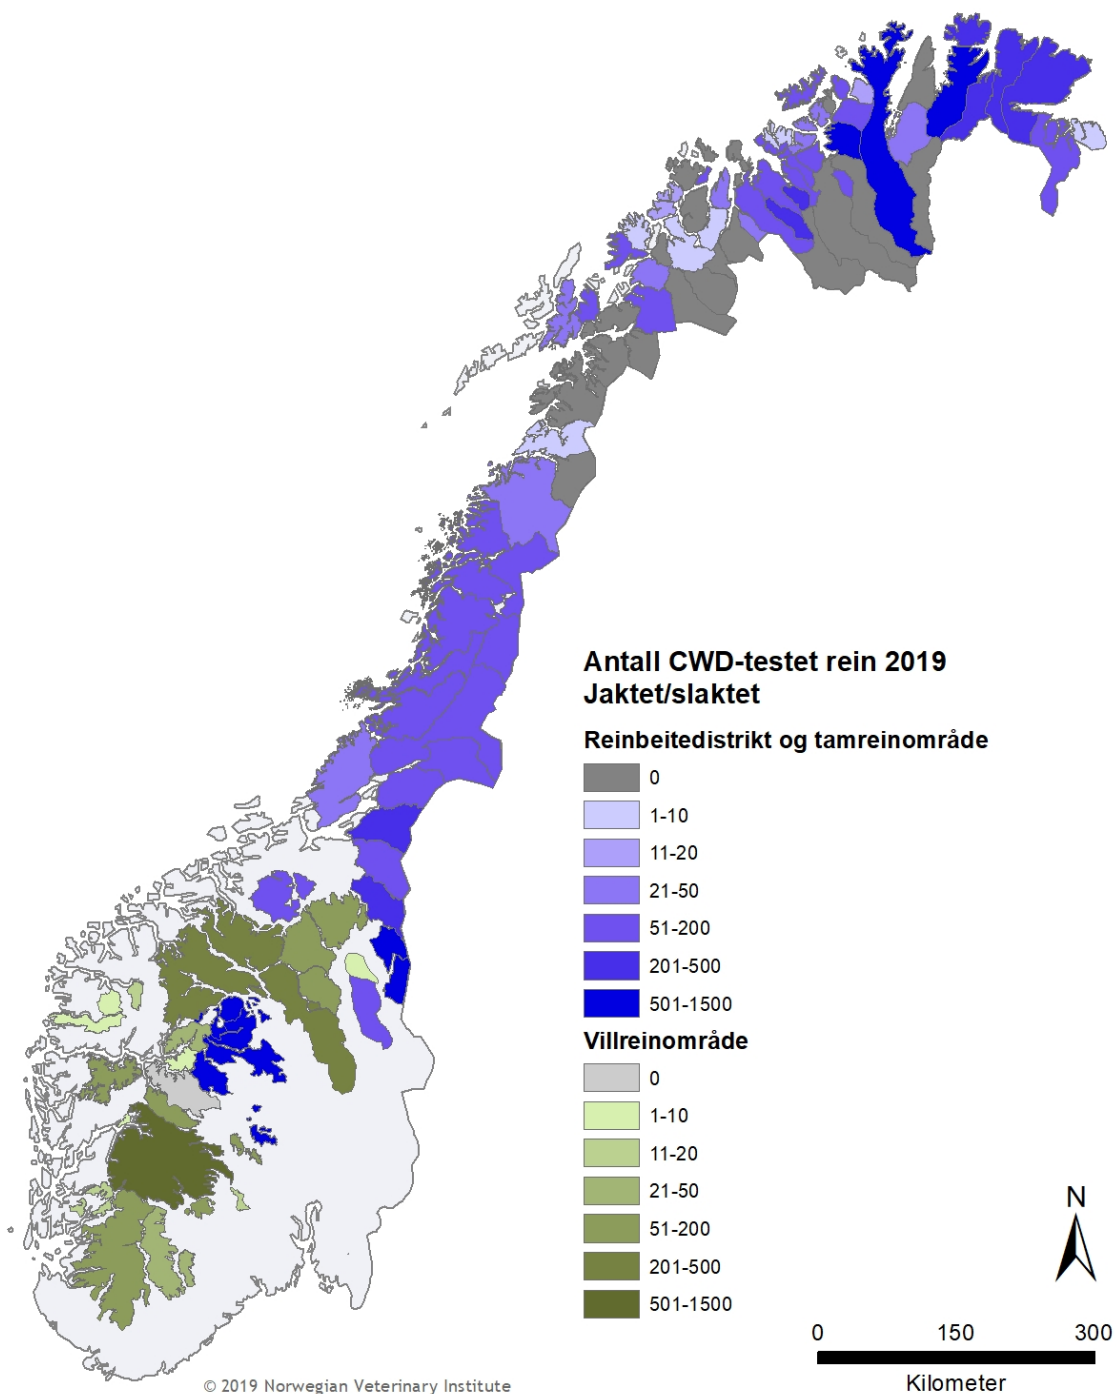 Antall CWD-testet rein 2019
Jaktet/slaktet
Reinbeitedistrikt og tamreinområde
0
1-10
11-20
21-50
51-200
201-500
501-1500
Villreinområde
0
1-10
11-20
21-50
51-200
201-500
501-1500
N
0 150 300
Kilometer
© 2019 Norwegian Veterinary Institute